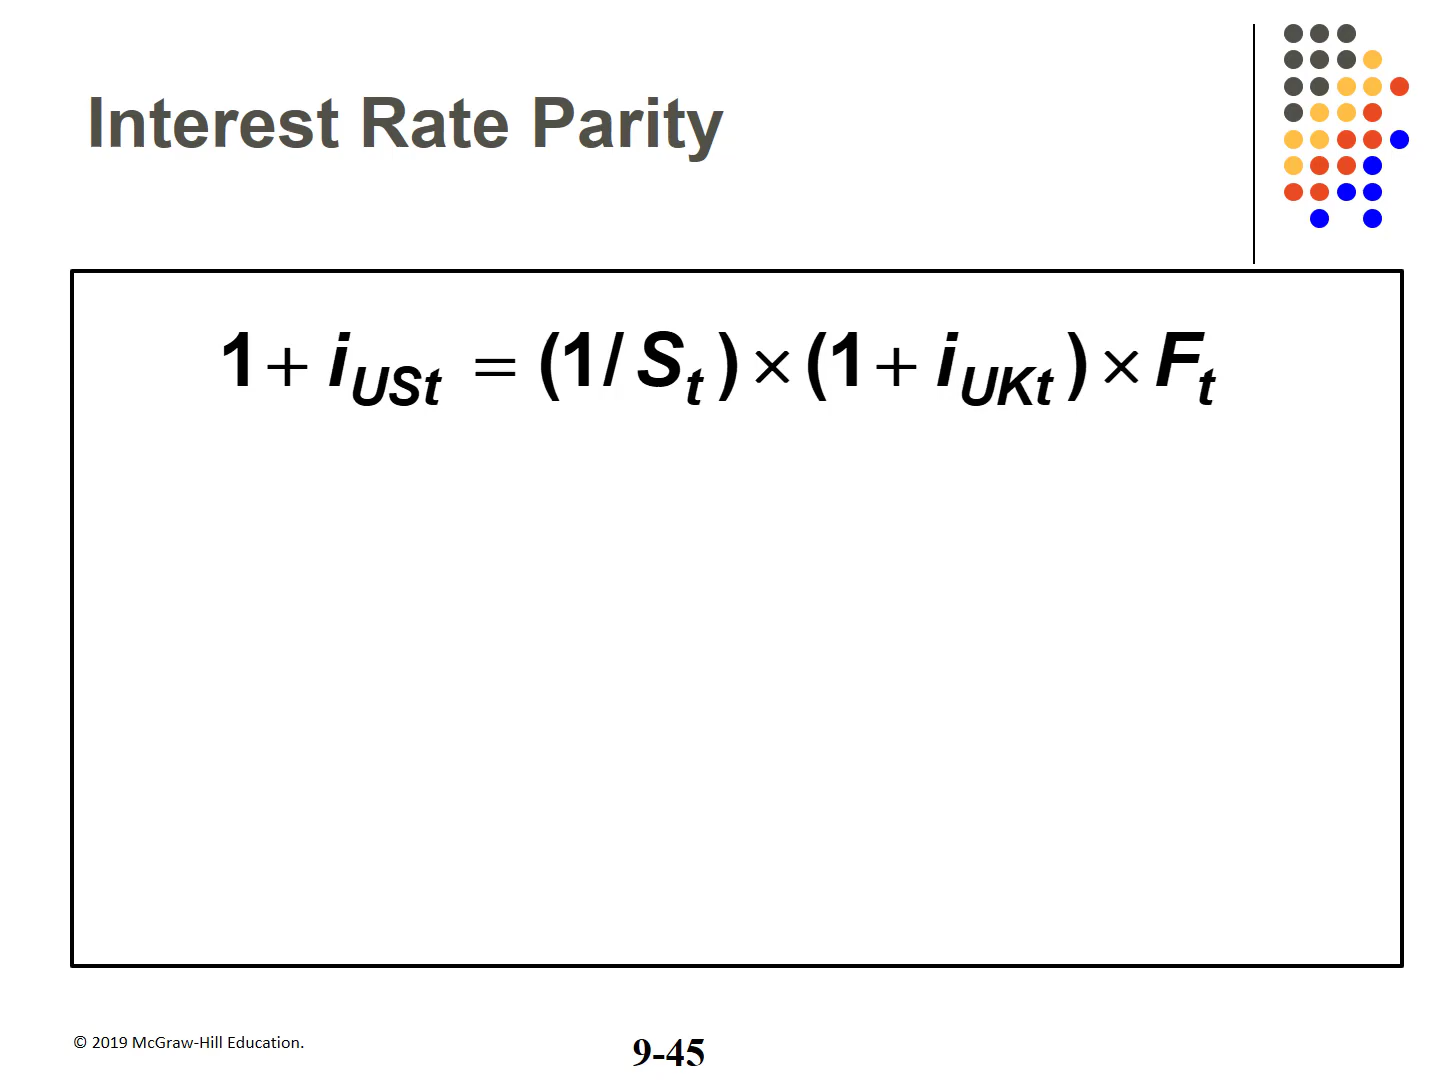 Interest Rate Parity
1+ i_USt = (1/S_t)×(1+ i_UKt)×F_t
© 2019 McGraw-Hill Education.
9-45